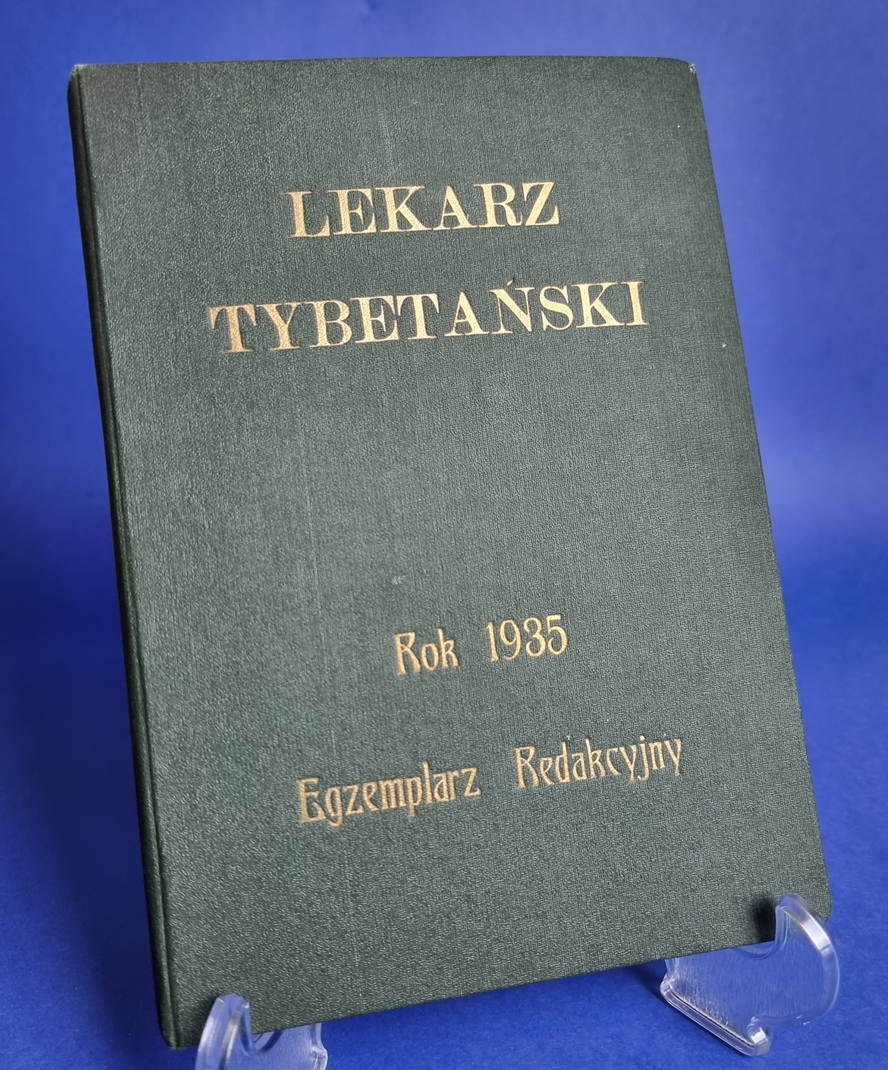 LEKARZ
TYBETAŃSKI
Rok 1935
Egzemplarz Redakcyjny